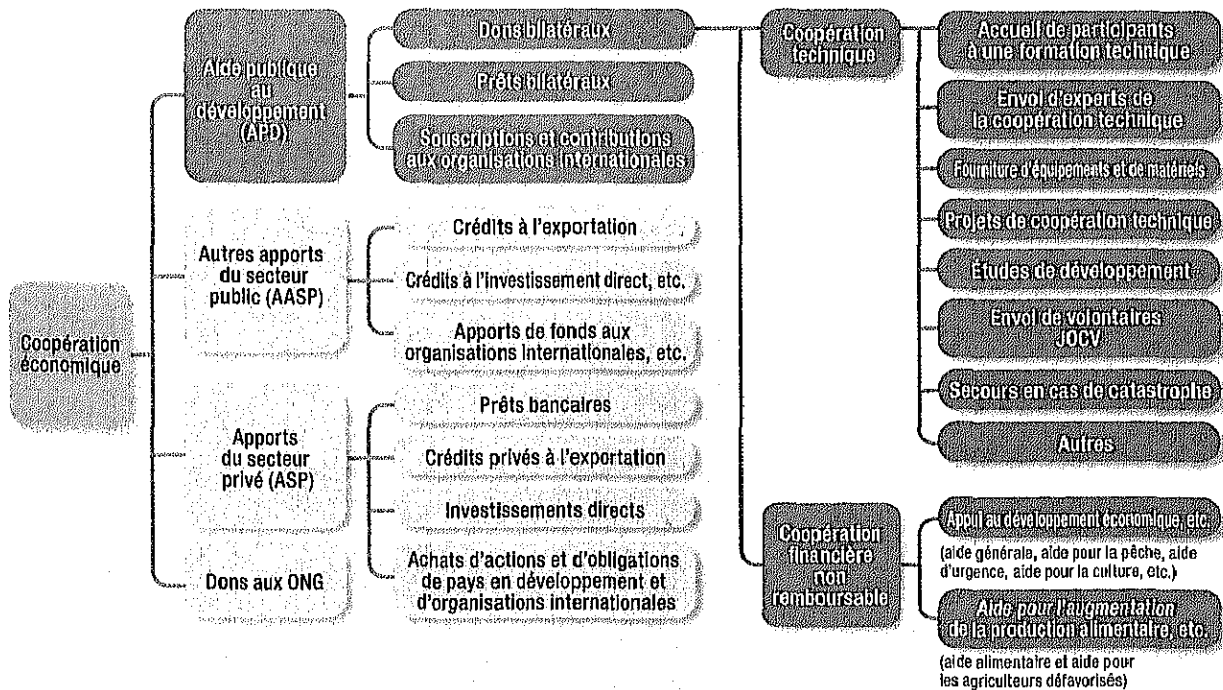 Coopération
économique
Aide publique
au
développement
(APD)
Autres apports
du secteur
public (AASP)
Apports
du secteur
privé (ASP)
Dons aux ONG
Dons bilatéraux
Prêts bilatéraux
Souscriptions et contributions
aux organisations internationales
Crédits à l'exportation
Crédits à l'investissement direct, etc.
Apports de fonds aux
organisations internationales, etc.
Prêts bancaires
Crédits privés à l'exportation
Investissements directs
Achats d'actions et d'obligations
de pays en développement et
d'organisations internationales
Coopération
technique
Coopération
financière
non
remboursable
Accueil de participants
à une formation technique
Envoi d'experts de
la coopération technique
Fourniture d'équipements et de matériels
Projets de coopération technique
Études de développement
Envoi de volontaires
JOCV
Secours en cas de catastrophe
Autres
Appui au développement économique, etc.
(aide générale, aide pour la pêche, aide
d'urgence, aide pour la culture, etc.)
Aide pour l'augmentation
de la production alimentaire, etc.
(aide alimentaire et aide pour
les agriculteurs défavorisés)